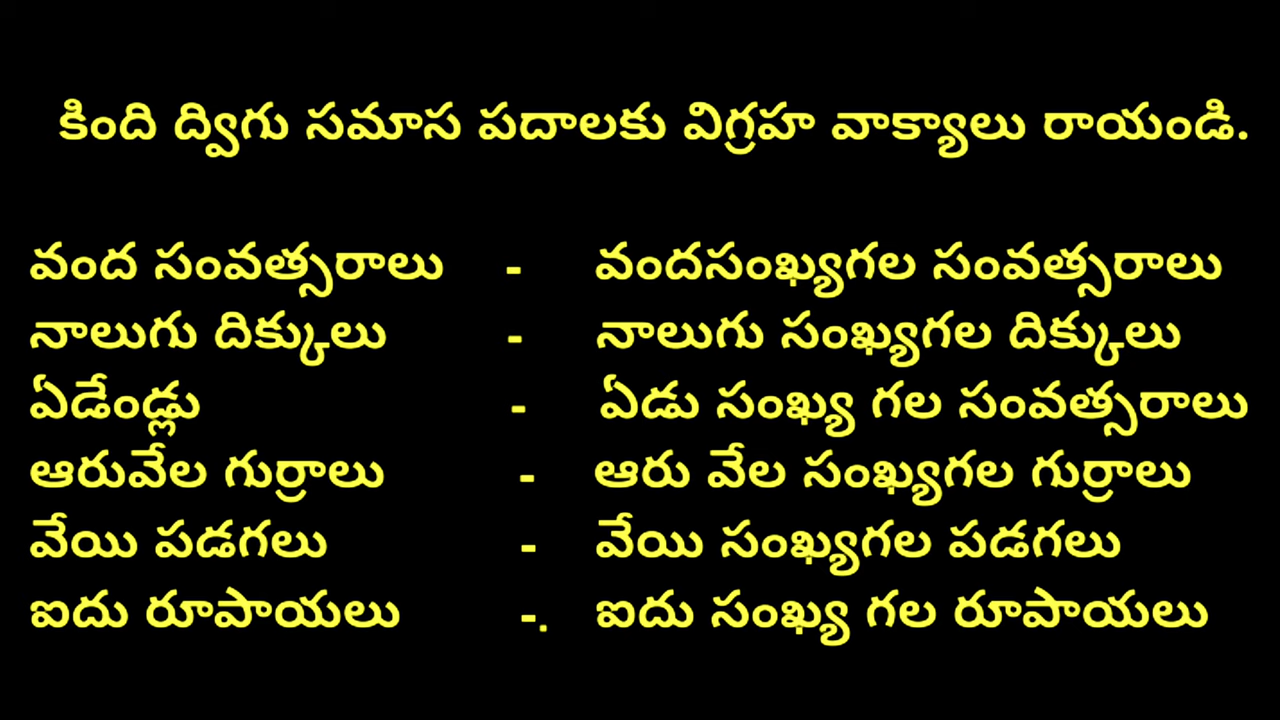 కింది ద్విగు సమాస పదాలకు విగ్రహ వాక్యాలు రాయండి.
వంద సంవత్సరాలు - వందసంఖ్యగల సంవత్సరాలు
నాలుగు దిక్కులు - నాలుగు సంఖ్యగల దిక్కులు
ఏడేండ్లు - ఏడు సంఖ్య గల సంవత్సరాలు
ఆరువేల గుర్రాలు - ఆరు వేల సంఖ్యగల గుర్రాలు
వేయి పడగలు - వేయి సంఖ్యగల పడగలు
ఐదు రూపాయలు -. ఐదు సంఖ్య గల రూపాయలు